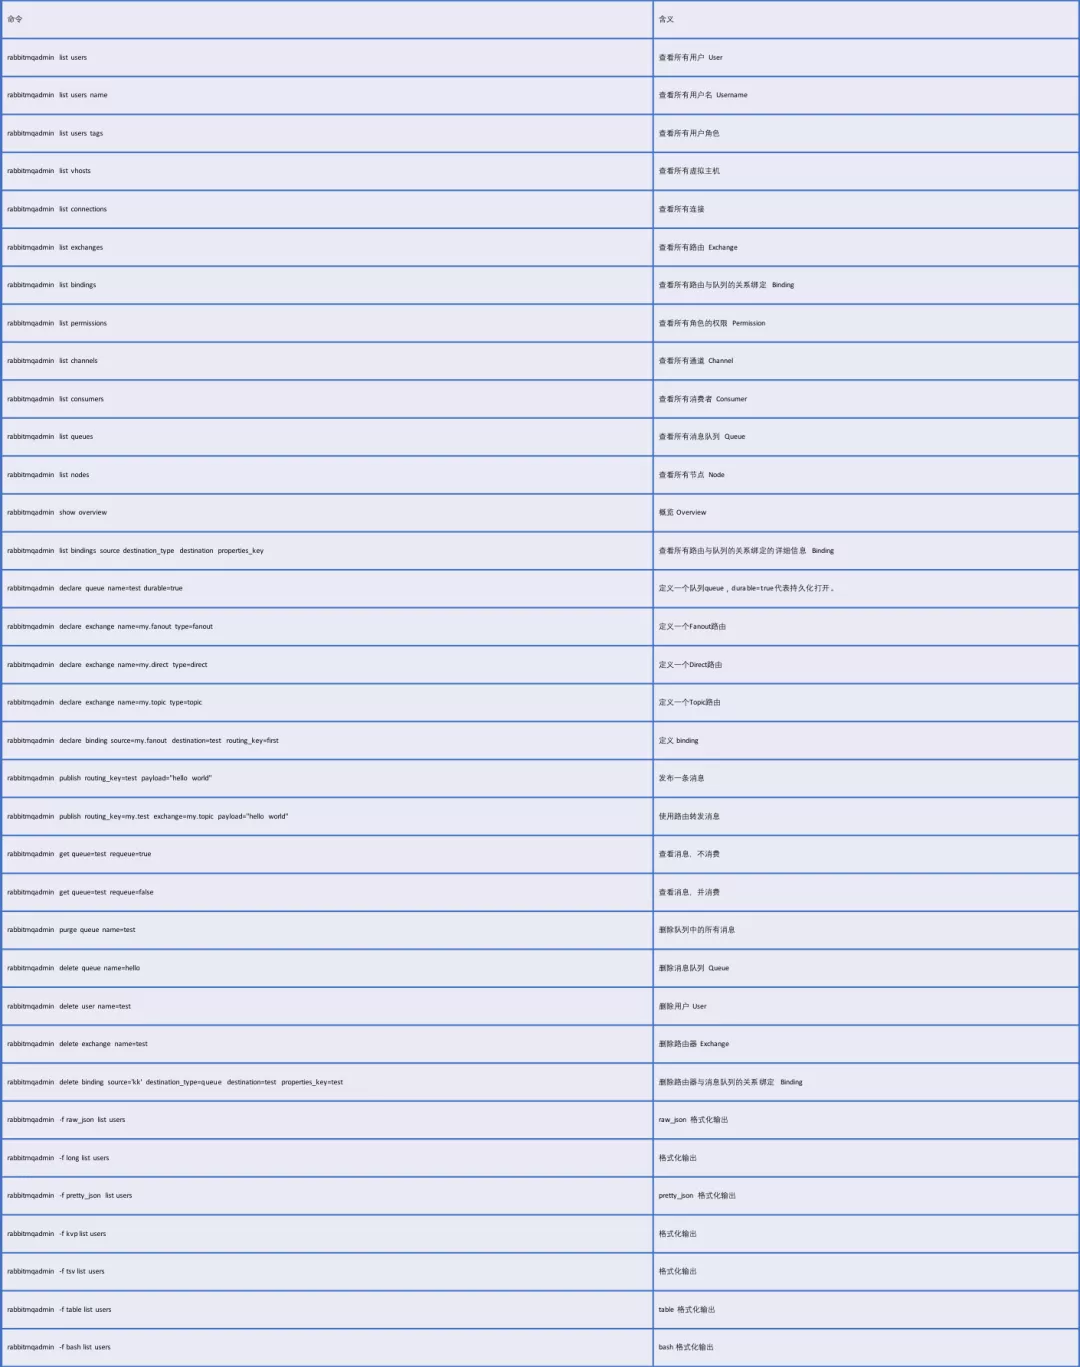 命令 含义
rabbitmqadmin list users 查看所有用户 User
rabbitmqadmin list users name 查看所有用户名 Username
rabbitmqadmin list users tags 查看所有用户角色
rabbitmqadmin list vhosts 查看所有虚拟主机
rabbitmqadmin list connections 查看所有连接
rabbitmqadmin list exchanges 查看所有路由 Exchange
rabbitmqadmin list bindings 查看所有路由与队列的关系绑定 Binding
rabbitmqadmin list permissions 查看所有角色的权限 Permission
rabbitmqadmin list channels 查看所有通道 Channel
rabbitmqadmin list consumers 查看所有消费者 Consumer
rabbitmqadmin list queues 查看所有消息队列 Queue
rabbitmqadmin list nodes 查看所有节点 Node
rabbitmqadmin show overview 概览 Overview
rabbitmqadmin list bindings source destination_type destination properties_key 查看所有路由与队列的关系绑定的详细信息 Binding
rabbitmqadmin declare queue name=test durable=true 定义一个队列queue，durable=true代表持久化打开。
rabbitmqadmin declare exchange name=my.fanout type=fanout 定义一个Fanout路由
rabbitmqadmin declare exchange name=my.direct type=direct 定义一个Direct路由
rabbitmqadmin declare exchange name=my.topic type=topic 定义一个Topic路由
rabbitmqadmin declare binding source=my.fanout destination=test routing_key=first 定义 binding
rabbitmqadmin publish routing_key=test payload="hello world" 发布一条消息
rabbitmqadmin publish routing_key=my.test exchange=my.topic payload="hello world" 使用路由转发消息
rabbitmqadmin get queue=test requeue=true 查看消息，不消费
rabbitmqadmin get queue=test requeue=false 查看消息，并消费
rabbitmqadmin purge queue name=test 删除队列中的所有消息
rabbitmqadmin delete queue name=hello 删除消息队列 Queue
rabbitmqadmin delete user name=test 删除用户 User
rabbitmqadmin delete exchange name=test 删除路由器 Exchange
rabbitmqadmin delete binding source='kk' destination_type=queue destination=test properties_key=test 删除路由器与消息队列的关系绑定 Binding
rabbitmqadmin -f raw_json list users raw_json 格式化输出
rabbitmqadmin -f long list users 格式化输出
rabbitmqadmin -f pretty_json list users pretty_json 格式化输出
rabbitmqadmin -f kvp list users 格式化输出
rabbitmqadmin -f tsv list users 格式化输出
rabbitmqadmin -f table list users table 格式化输出
rabbitmqadmin -f bash list users bash 格式化输出